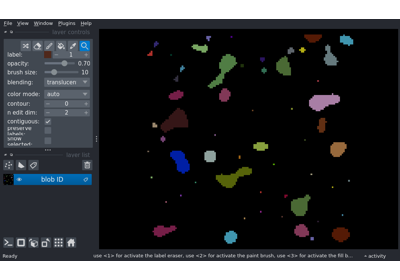 File View Window Plugins Help
layer controls
label: 1
opacity: 0.70
brush size: 10
blending: translucen
color mode: auto
contour: 0
n edit dim: 2
contiguous:
preserve labels:
show selected:
layer list
blob ID
Ready use <1> for activate the label eraser, use <2> for activate the paint brush, use <3> for activate the fill b... activity